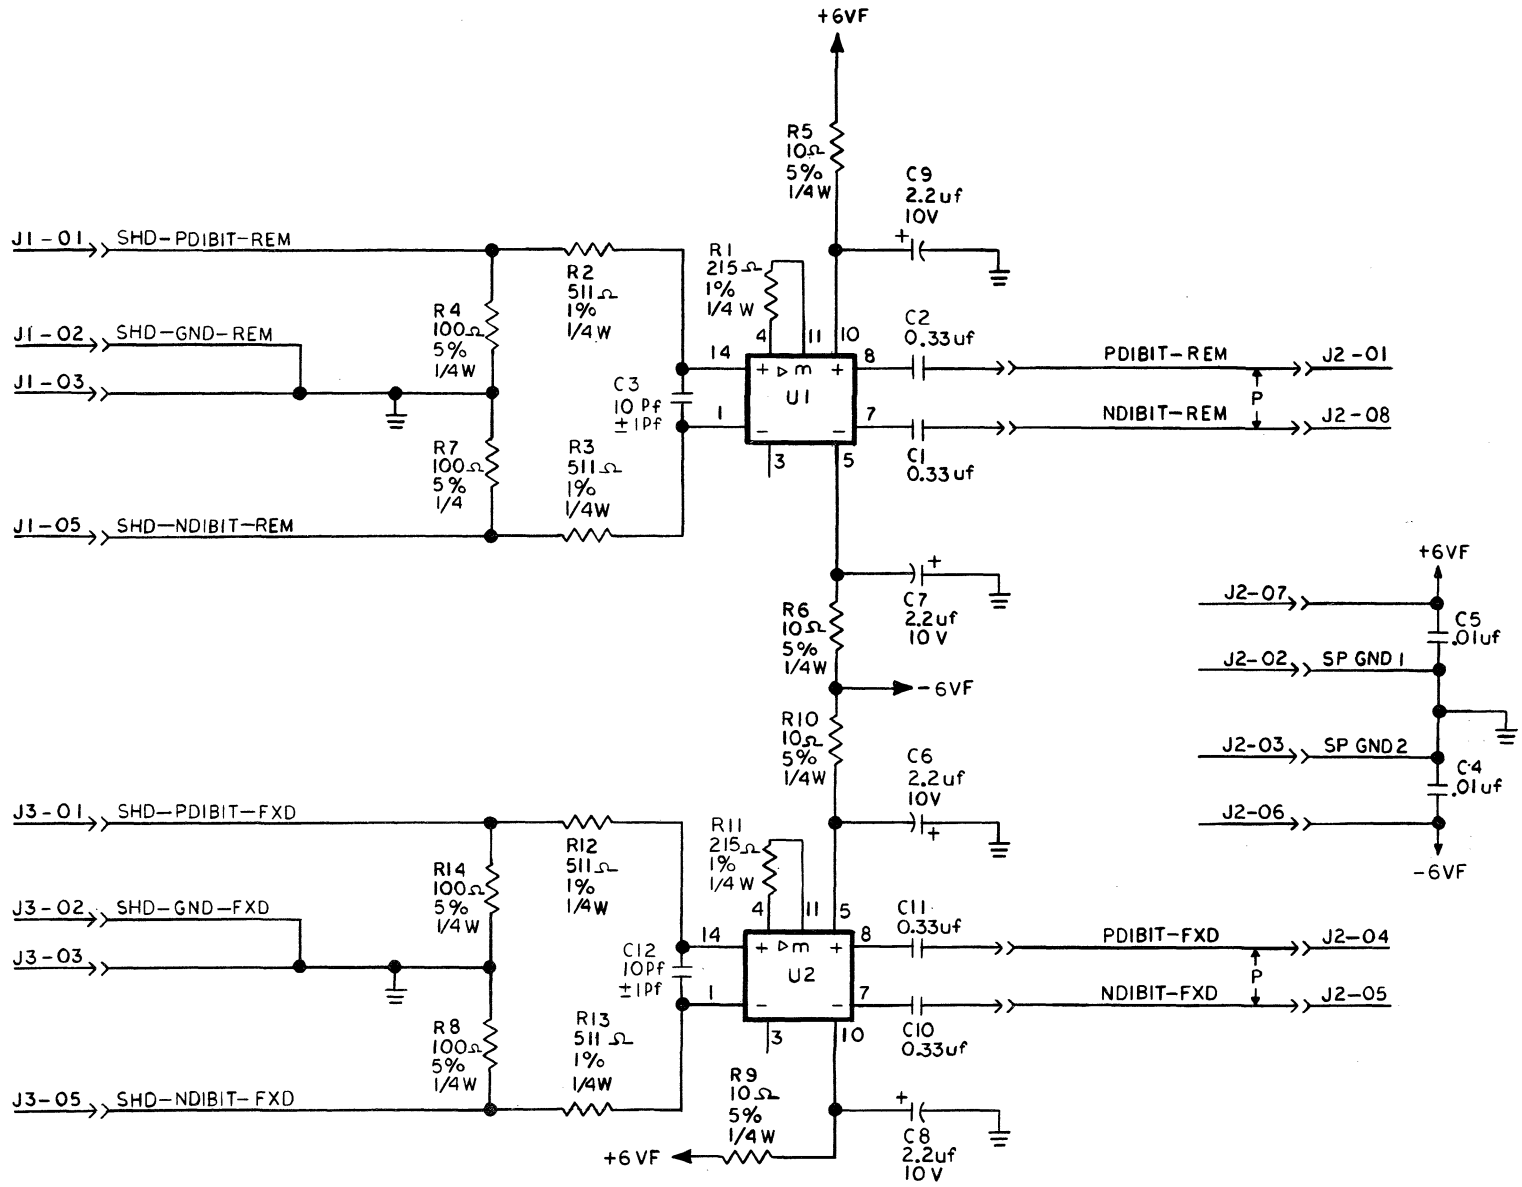 +6VF
R5
10Ω
5%
1/4W
C9
2.2uf
10V
+
J1-01 SHD-PDIBIT-REM
R2
511Ω
1%
1/4W
R1
215Ω
1%
1/4W
J1-02 SHD-GND-REM
R4
100Ω
5%
1/4W
J1-03
4 11 10
C2
0.33uf
14 + ▷ m + 8
U1
C3
10 Pf
±1Pf
1 − − 7
3 5
C1
0.33uf
PDIBIT-REM J2-01
P
NDIBIT-REM J2-08
R7
100Ω
5%
1/4
R3
511Ω
1%
1/4W
J1-05 SHD-NDIBIT-REM
+
C7
2.2uf
10V
R6
10Ω
5%
1/4W
-6VF
R10
10Ω
5%
1/4W
C6
2.2uf
10V
+
+6VF
J2-07
C5
.01uf
J2-02 SP GND1
J2-03 SP GND2
C4
.01uf
J2-06
-6VF
J3-01 SHD-PDIBIT-FXD
R12
511Ω
1%
1/4W
R11
215Ω
1%
1/4W
R14
100Ω
5%
1/4W
J3-02 SHD-GND-FXD
J3-03
4 11 5
C11
0.33uf
14 + ▷ m + 8
U2
C12
10Pf
±1Pf
1 − − 7
3 10
C10
0.33uf
PDIBIT-FXD J2-04
P
NDIBIT-FXD J2-05
R8
100Ω
5%
1/4W
R13
511Ω
1%
1/4W
J3-05 SHD-NDIBIT-FXD
R9
10Ω
5%
1/4W
+6VF
+
C8
2.2uf
10V